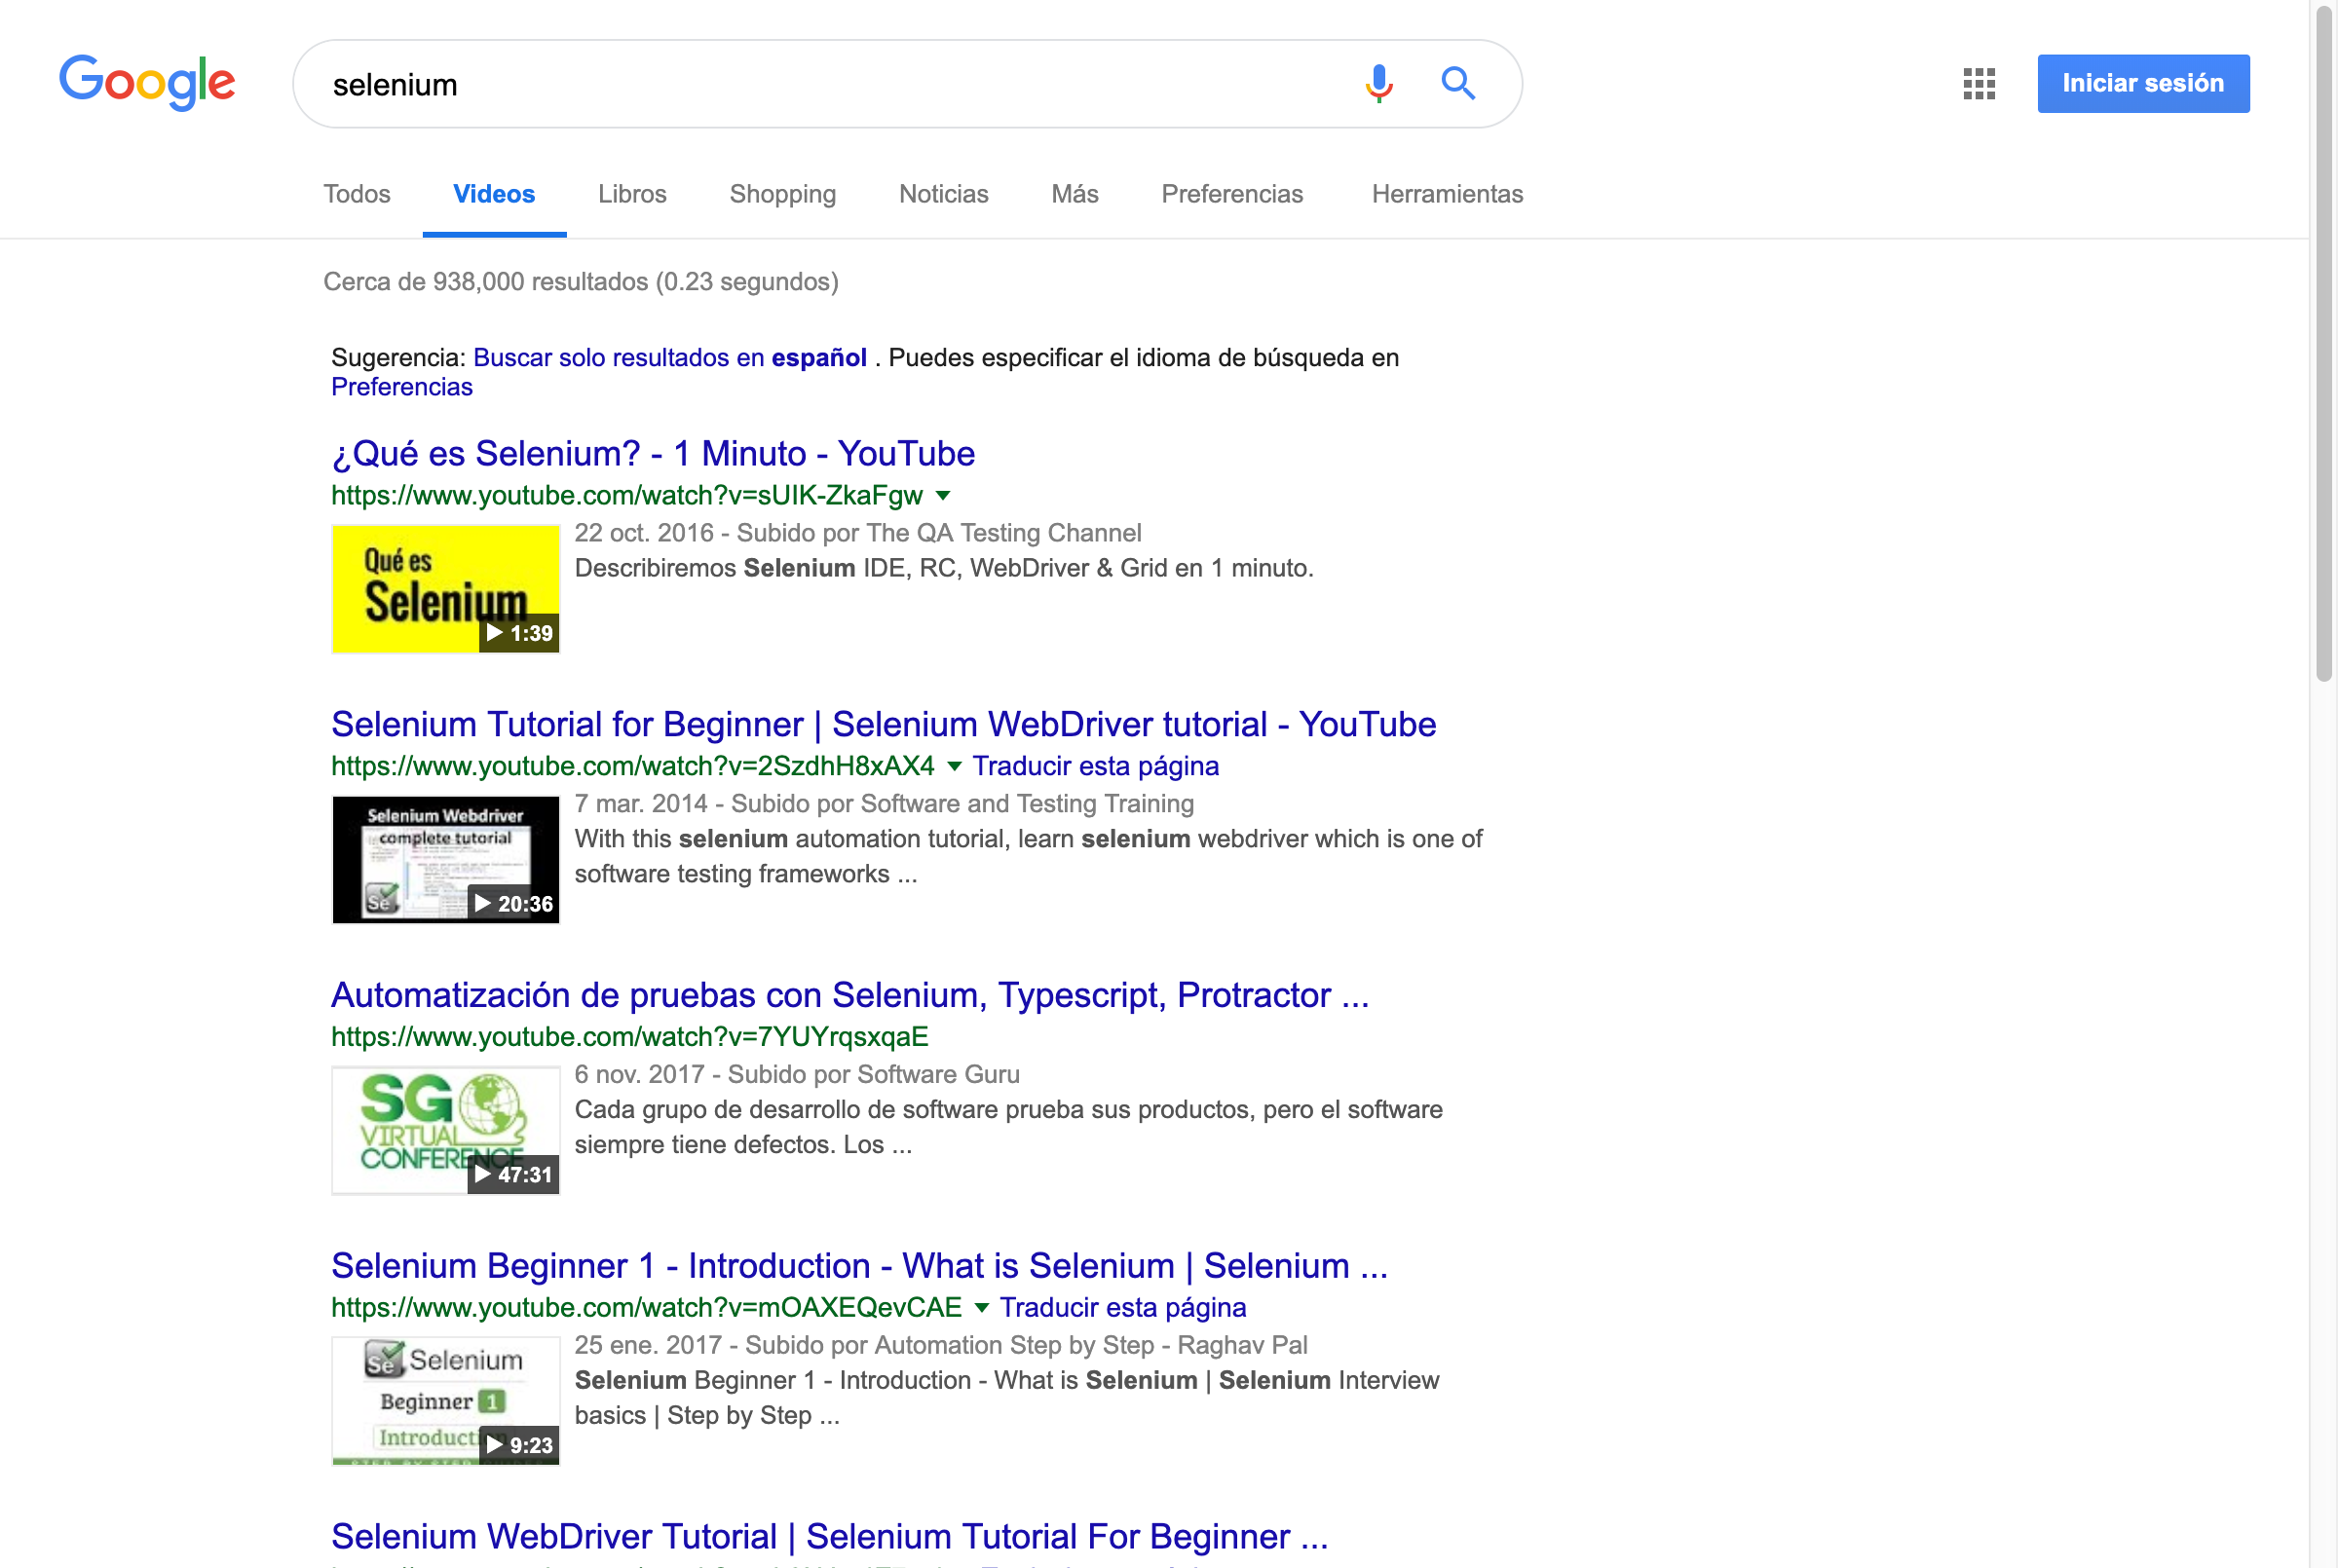 Google
selenium
Iniciar sesión
Todos Videos Libros Shopping Noticias Más Preferencias Herramientas
Cerca de 938,000 resultados (0.23 segundos)
Sugerencia: Buscar solo resultados en español . Puedes especificar el idioma de búsqueda en
Preferencias
¿Qué es Selenium? - 1 Minuto - YouTube
https://www.youtube.com/watch?v=sUIK-ZkaFgw
Qué es
Selenium
1:39
22 oct. 2016 - Subido por The QA Testing Channel
Describiremos Selenium IDE, RC, WebDriver & Grid en 1 minuto.
Selenium Tutorial for Beginner | Selenium WebDriver tutorial - YouTube
https://www.youtube.com/watch?v=2SzdhH8xAX4 Traducir esta página
Selenium Webdriver
complete tutorial
Se
20:36
7 mar. 2014 - Subido por Software and Testing Training
With this selenium automation tutorial, learn selenium webdriver which is one of
software testing frameworks ...
Automatización de pruebas con Selenium, Typescript, Protractor ...
https://www.youtube.com/watch?v=7YUYrqsxqaE
SG
VIRTUAL
CONFERENCE
47:31
6 nov. 2017 - Subido por Software Guru
Cada grupo de desarrollo de software prueba sus productos, pero el software
siempre tiene defectos. Los ...
Selenium Beginner 1 - Introduction - What is Selenium | Selenium ...
https://www.youtube.com/watch?v=mOAXEQevCAE Traducir esta página
Se Selenium
Beginner 1
Introduction
9:23
25 ene. 2017 - Subido por Automation Step by Step - Raghav Pal
Selenium Beginner 1 - Introduction - What is Selenium | Selenium Interview
basics | Step by Step ...
Selenium WebDriver Tutorial | Selenium Tutorial For Beginner ...